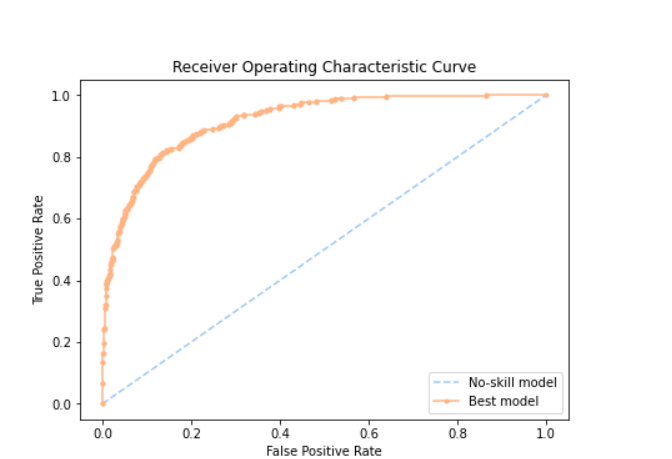 Receiver Operating Characteristic Curve
1.0
0.8
0.6
0.4
0.2
0.0
True Positive Rate
No-skill model
Best model
0.0 0.2 0.4 0.6 0.8 1.0
False Positive Rate